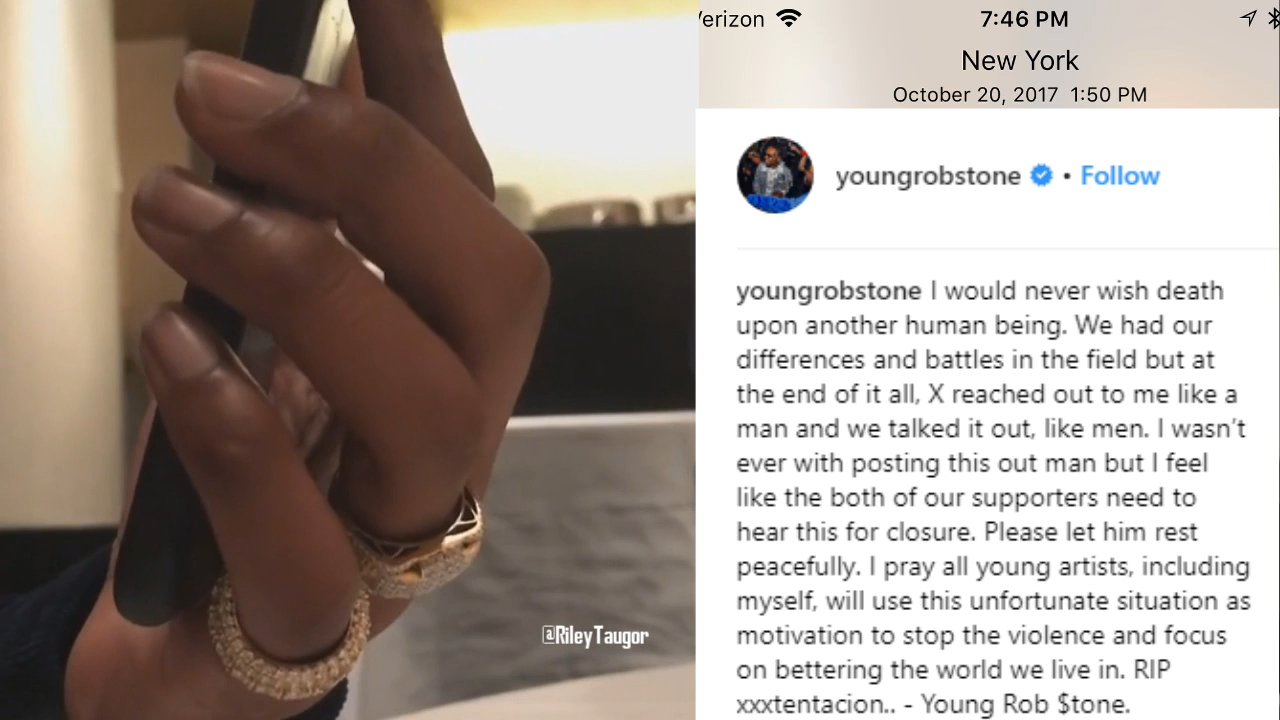 @RileyTaugor
7:46 PM
New York
October 20, 2017 1:50 PM
youngrobstone • Follow
youngrobstone I would never wish death
upon another human being. We had our
differences and battles in the field but at
the end of it all, X reached out to me like a
man and we talked it out, like men. I wasn't
ever with posting this out man but I feel
like the both of our supporters need to
hear this for closure. Please let him rest
peacefully. I pray all young artists, including
myself, will use this unfortunate situation as
motivation to stop the violence and focus
on bettering the world we live in. RIP
xxxtentacion.. - Young Rob $tone.